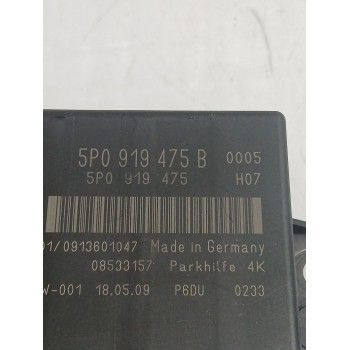 5P0 919 475 B 0005
5P0 919 475 H07
01/0913601047 Made in Germany
08533157 Parkhilfe 4K
W-001 18.05.09 P6DU 0233